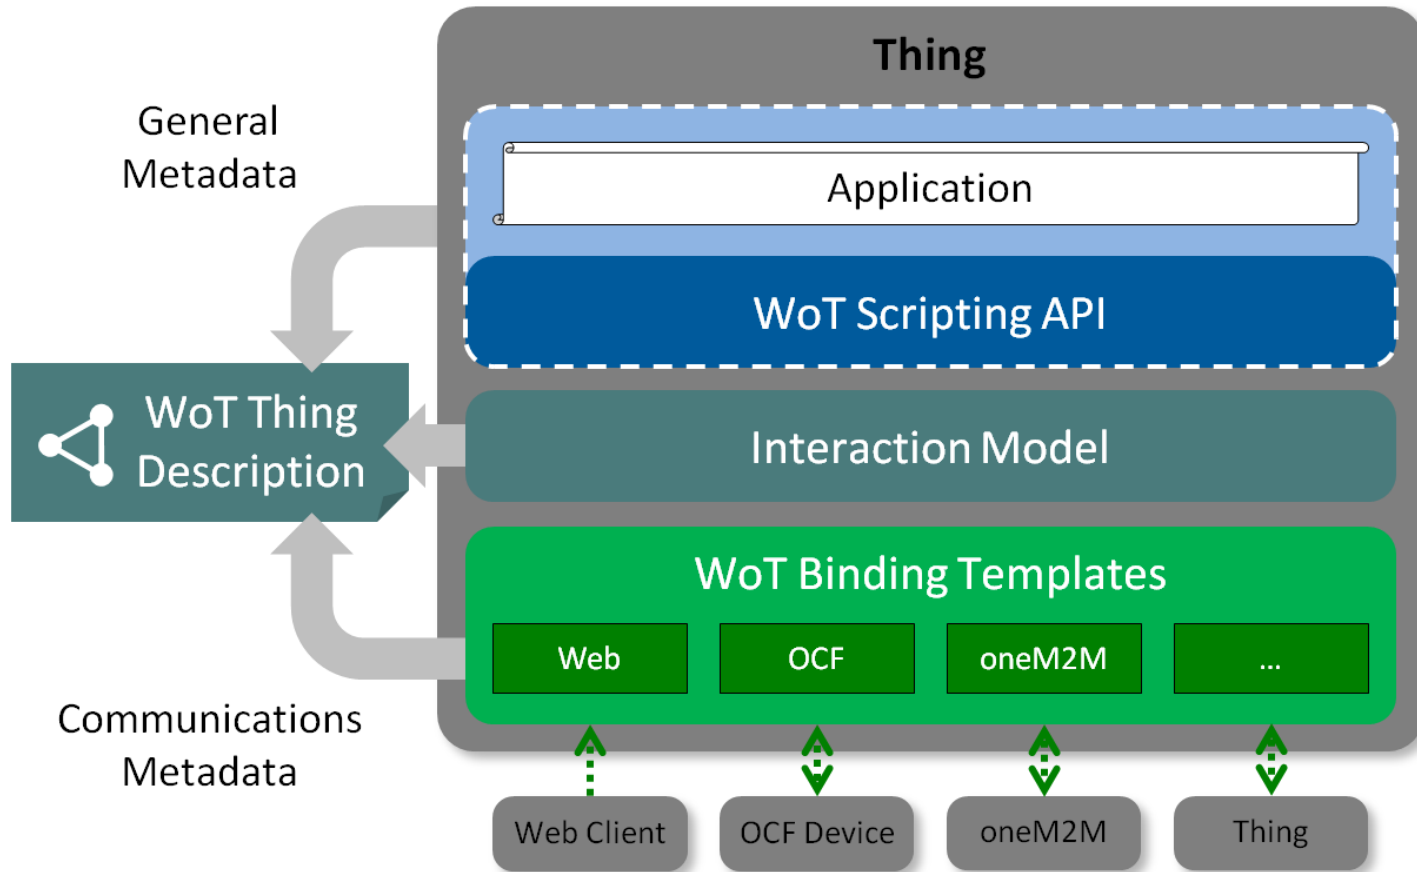 Thing
General
Metadata
Application
WoT Scripting API
WoT Thing
Description
Interaction Model
WoT Binding Templates
Web
OCF
oneM2M
...
Communications
Metadata
Web Client
OCF Device
oneM2M
Thing